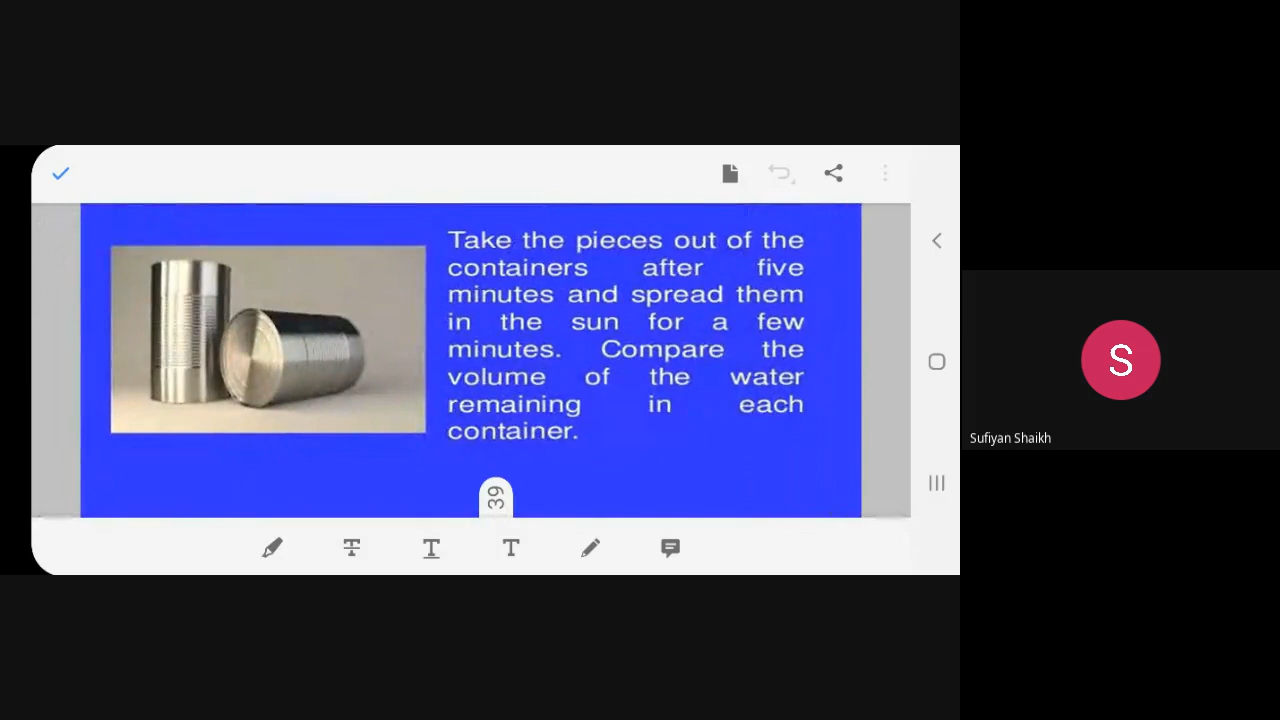 Take the pieces out of the
containers after five
minutes and spread them
in the sun for a few
minutes. Compare the
volume of the water
remaining in each
container.
39
S
Sufiyan Shaikh